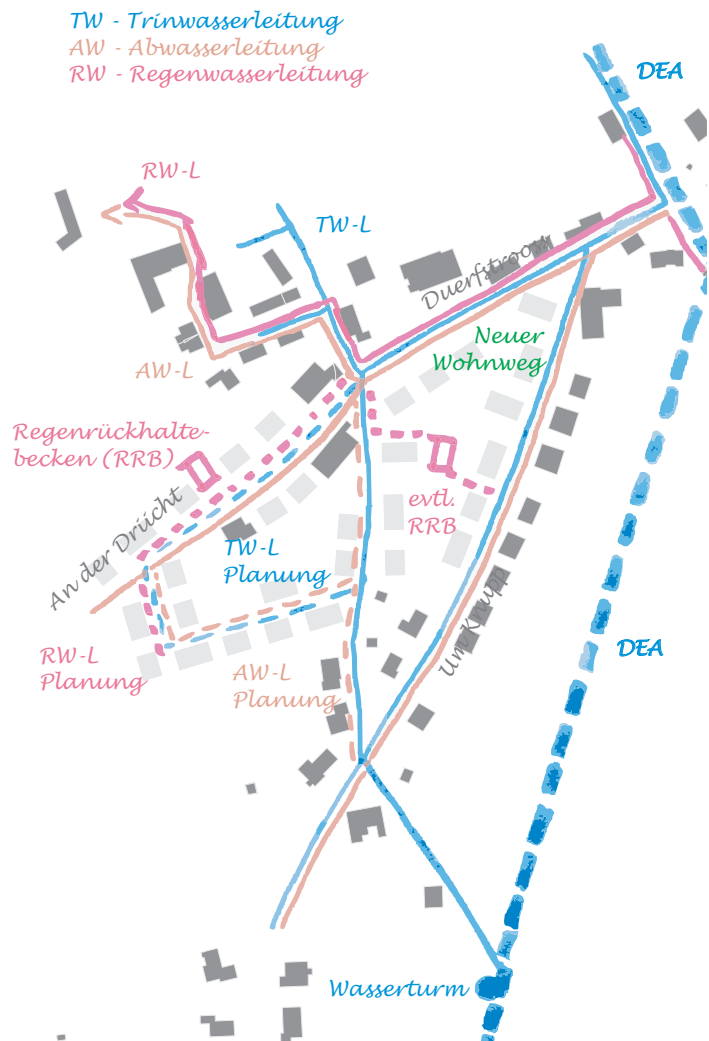 TW - Trinwasserleitung
AW - Abwasserleitung
RW - Regenwasserleitung
DEA
RW-L
TW-L
Duerfstrooss
Neuer
Wohnweg
AW-L
Regenrückhalte-
becken (RRB)
evtl.
RRB
An der Drücht
TW-L
Planung
Um Knupp
RW-L
Planung
AW-L
Planung
DEA
Wasserturm